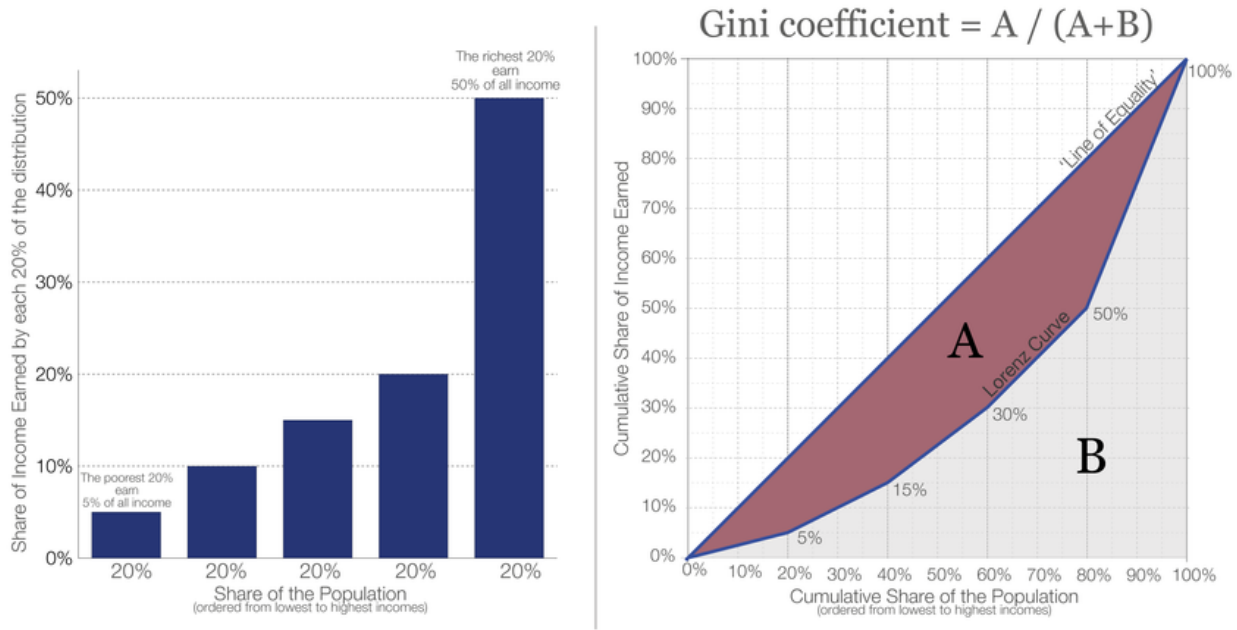 Gini coefficient = A / (A+B)
The richest 20%
earn
50% of all income
Share of Income Earned by each 20% of the distribution
50%
40%
30%
20%
10%
0%
The poorest 20%
earn
5% of all income
20%
20%
20%
20%
20%
Share of the Population
(ordered from lowest to highest incomes)
Cumulative Share of Income Earned
100%
90%
80%
70%
60%
50%
40%
30%
20%
10%
0%
'Line of Equality'
100%
A
Lorenz Curve
50%
30%
B
15%
5%
0%
10%
20%
30%
40%
50%
60%
70%
80%
90%
100%
Cumulative Share of the Population
(ordered from lowest to highest incomes)